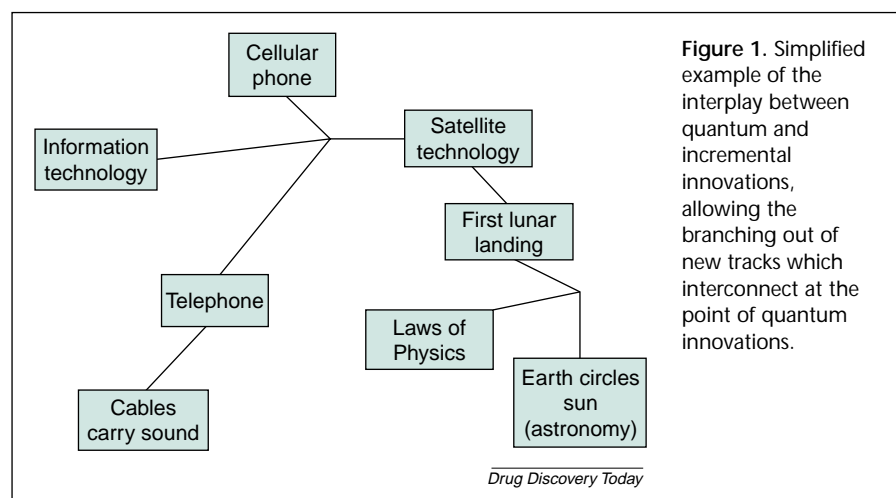 Cellular
phone
Information
technology
Satellite
technology
First lunar
landing
Telephone
Laws of
Physics
Cables
carry sound
Earth circles
sun
(astronomy)
Drug Discovery Today
Figure 1. Simplified
example of the
interplay between
quantum and
incremental
innovations,
allowing the
branching out of
new tracks which
interconnect at the
point of quantum
innovations.